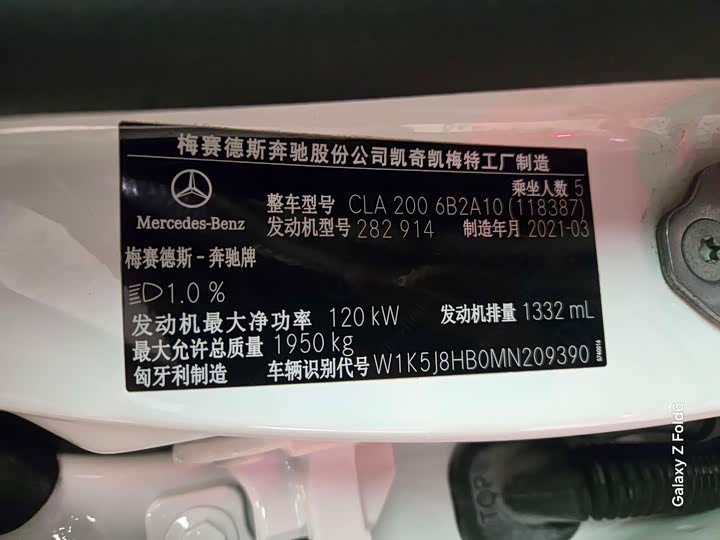 梅赛德斯奔驰股份公司凯奇凯梅特工厂制造
乘坐人数 5
整车型号 CLA 200 6B2A10 (118387)
Mercedes-Benz
发动机型号 282 914 制造年月 2021-03
梅赛德斯-奔驰牌
1.0 %
发动机最大净功率 120 kW 发动机排量 1332 mL
最大允许总质量 1950 kg
匈牙利制造 车辆识别代号 W1K5J8HB0MN209390
5760016
TOP
Galaxy Z Fold6